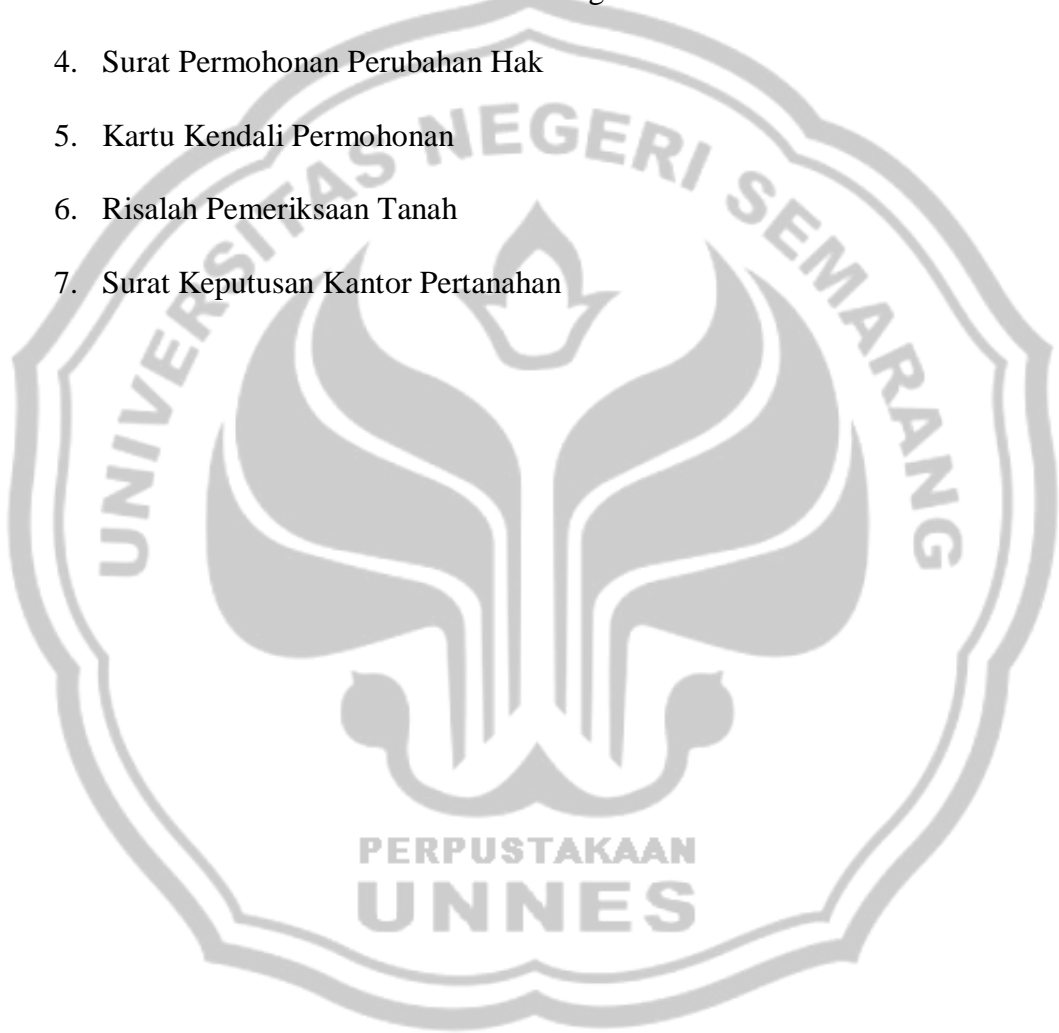 4. Surat Permohonan Perubahan Hak
5. Kartu Kendali Permohonan
6. Risalah Pemeriksaan Tanah
7. Surat Keputusan Kantor Pertanahan
UNIVERSITAS NEGERI SEMARANG
PERPUSTAKAAN
UNNES